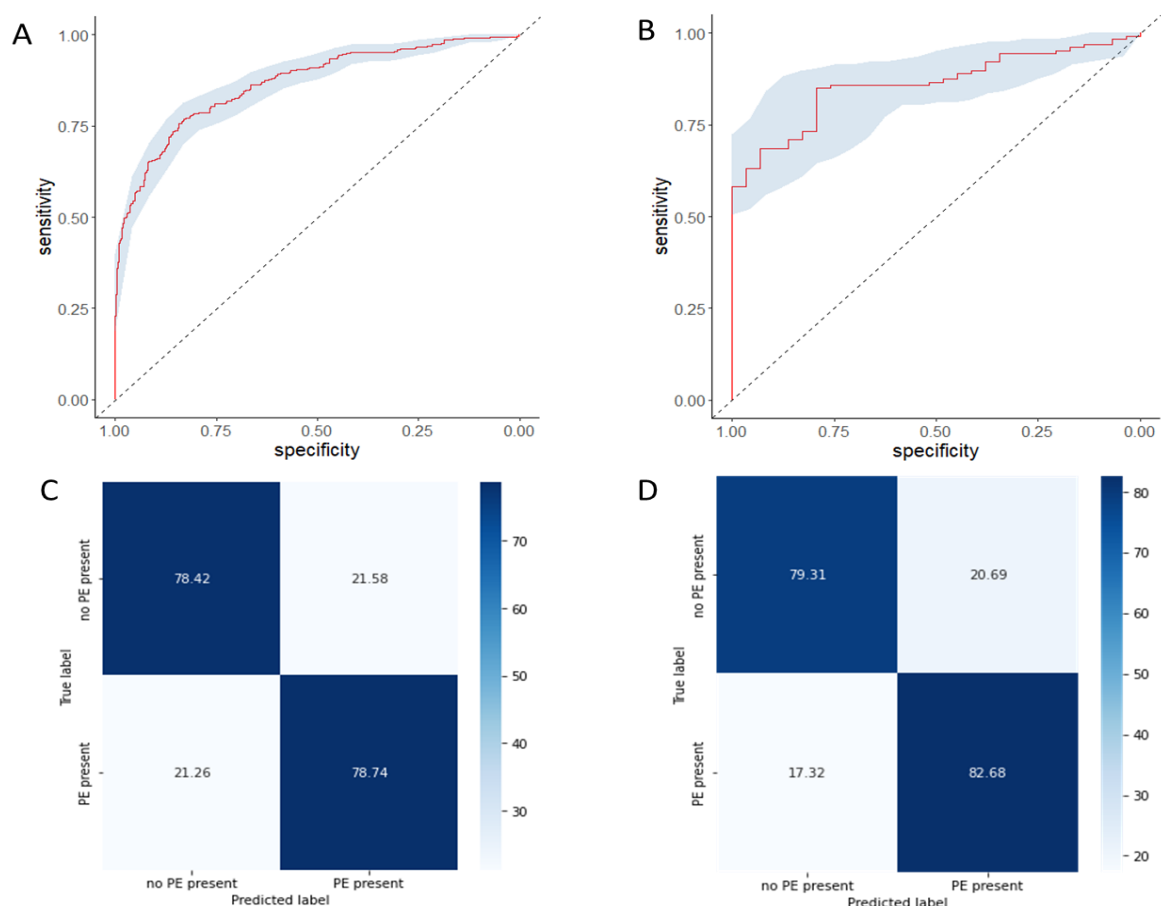 A
1.00
0.75
0.50
0.25
0.00
sensitivity
1.00 0.75 0.50 0.25 0.00
specificity
B
1.00
0.75
0.50
0.25
0.00
sensitivity
1.00 0.75 0.50 0.25 0.00
specificity
C
no PE present
PE present
True label
78.42 21.58
21.26 78.74
no PE present PE present
Predicted label
70
60
50
40
30
D
no PE present
PE present
True label
79.31 20.69
17.32 82.68
no PE present PE present
Predicted label
80
70
60
50
40
30
20